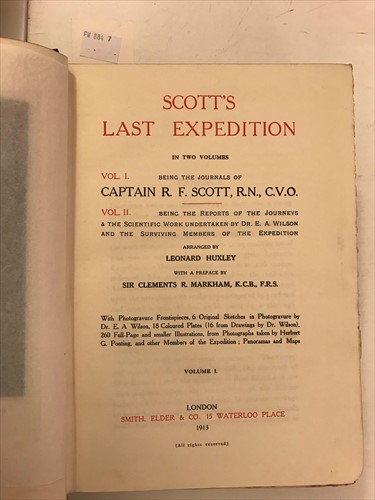 PW 894 7
SCOTT'S
LAST EXPEDITION
IN TWO VOLUMES
VOL. I. BEING THE JOURNALS OF
CAPTAIN R. F. SCOTT, R.N., C.V.O.
VOL. II. BEING THE REPORTS OF THE JOURNEYS
& THE SCIENTIFIC WORK UNDERTAKEN BY DR. E. A. WILSON
AND THE SURVIVING MEMBERS OF THE EXPEDITION
ARRANGED BY
LEONARD HUXLEY
WITH A PREFACE BY
SIR CLEMENTS R. MARKHAM, K.C.B., F.R.S.
With Photogravure Frontispieces, 6 Original Sketches in Photogravure by
Dr. E. A. Wilson, 18 Coloured Plates (16 from Drawings by Dr. Wilson),
260 Full-Page and smaller Illustrations, from Photographs taken by Herbert
G. Ponting, and other Members of the Expedition; Panoramas and Maps
VOLUME I.
LONDON
SMITH, ELDER & CO. 15 WATERLOO PLACE
1913
[All rights reserved]